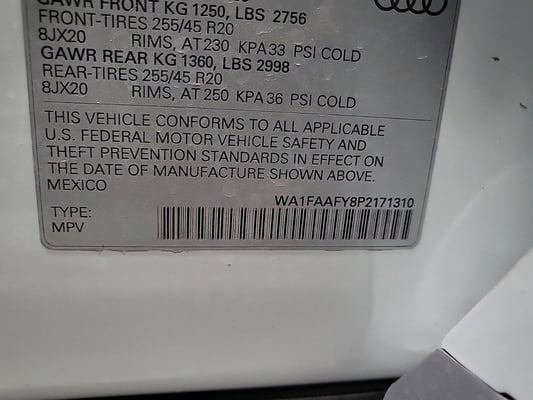 GAWR FRONT KG 1250, LBS 2756
FRONT-TIRES 255/45 R20
8JX20 RIMS, AT 230 KPA 33 PSI COLD
GAWR REAR KG 1360, LBS 2998
REAR-TIRES 255/45 R20
8JX20 RIMS, AT 250 KPA 36 PSI COLD
THIS VEHICLE CONFORMS TO ALL APPLICABLE
U.S. FEDERAL MOTOR VEHICLE SAFETY AND
THEFT PREVENTION STANDARDS IN EFFECT ON
THE DATE OF MANUFACTURE SHOWN ABOVE.
MEXICO
WA1FAAFY8P2171310
TYPE:
MPV